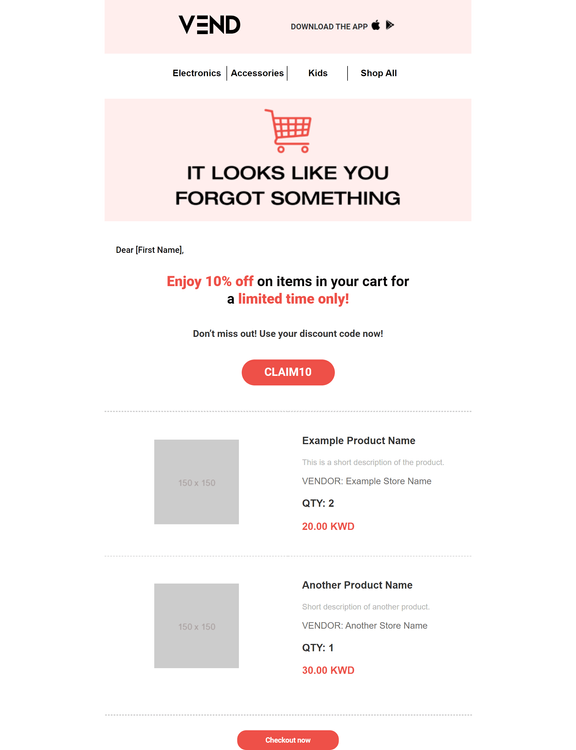 VEND
DOWNLOAD THE APP
Electronics
Accessories
Kids
Shop All
IT LOOKS LIKE YOU
FORGOT SOMETHING
Dear [First Name],
Enjoy 10% off on items in your cart for
a limited time only!
Don't miss out! Use your discount code now!
CLAIM10
150 x 150
Example Product Name
This is a short description of the product.
VENDOR: Example Store Name
QTY: 2
20.00 KWD
150 x 150
Another Product Name
Short description of another product.
VENDOR: Another Store Name
QTY: 1
30.00 KWD
Checkout now